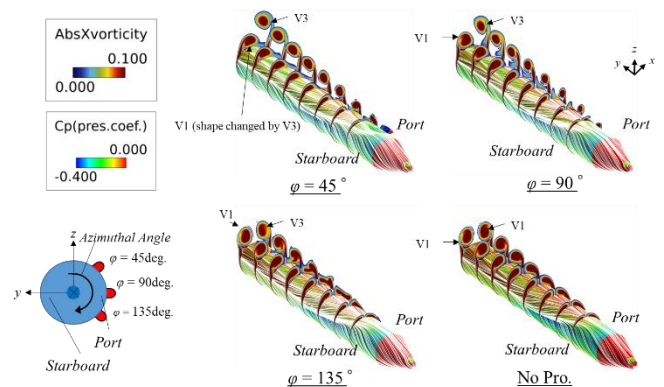 AbsXvorticity
0.100
0.000
Cp(pres.coef.)
0.000
-0.400
V3
V1 (shape changed by V3)
Port
Starboard
φ = 45°
V3
V1
z
y
x
Port
Starboard
φ = 90°
z
Azimuthal Angle
φ = 45deg.
φ = 90deg.
φ = 135deg.
y
Port
Starboard
V1
V3
Port
Starboard
φ = 135°
V1
V1
Port
Starboard
No Pro.